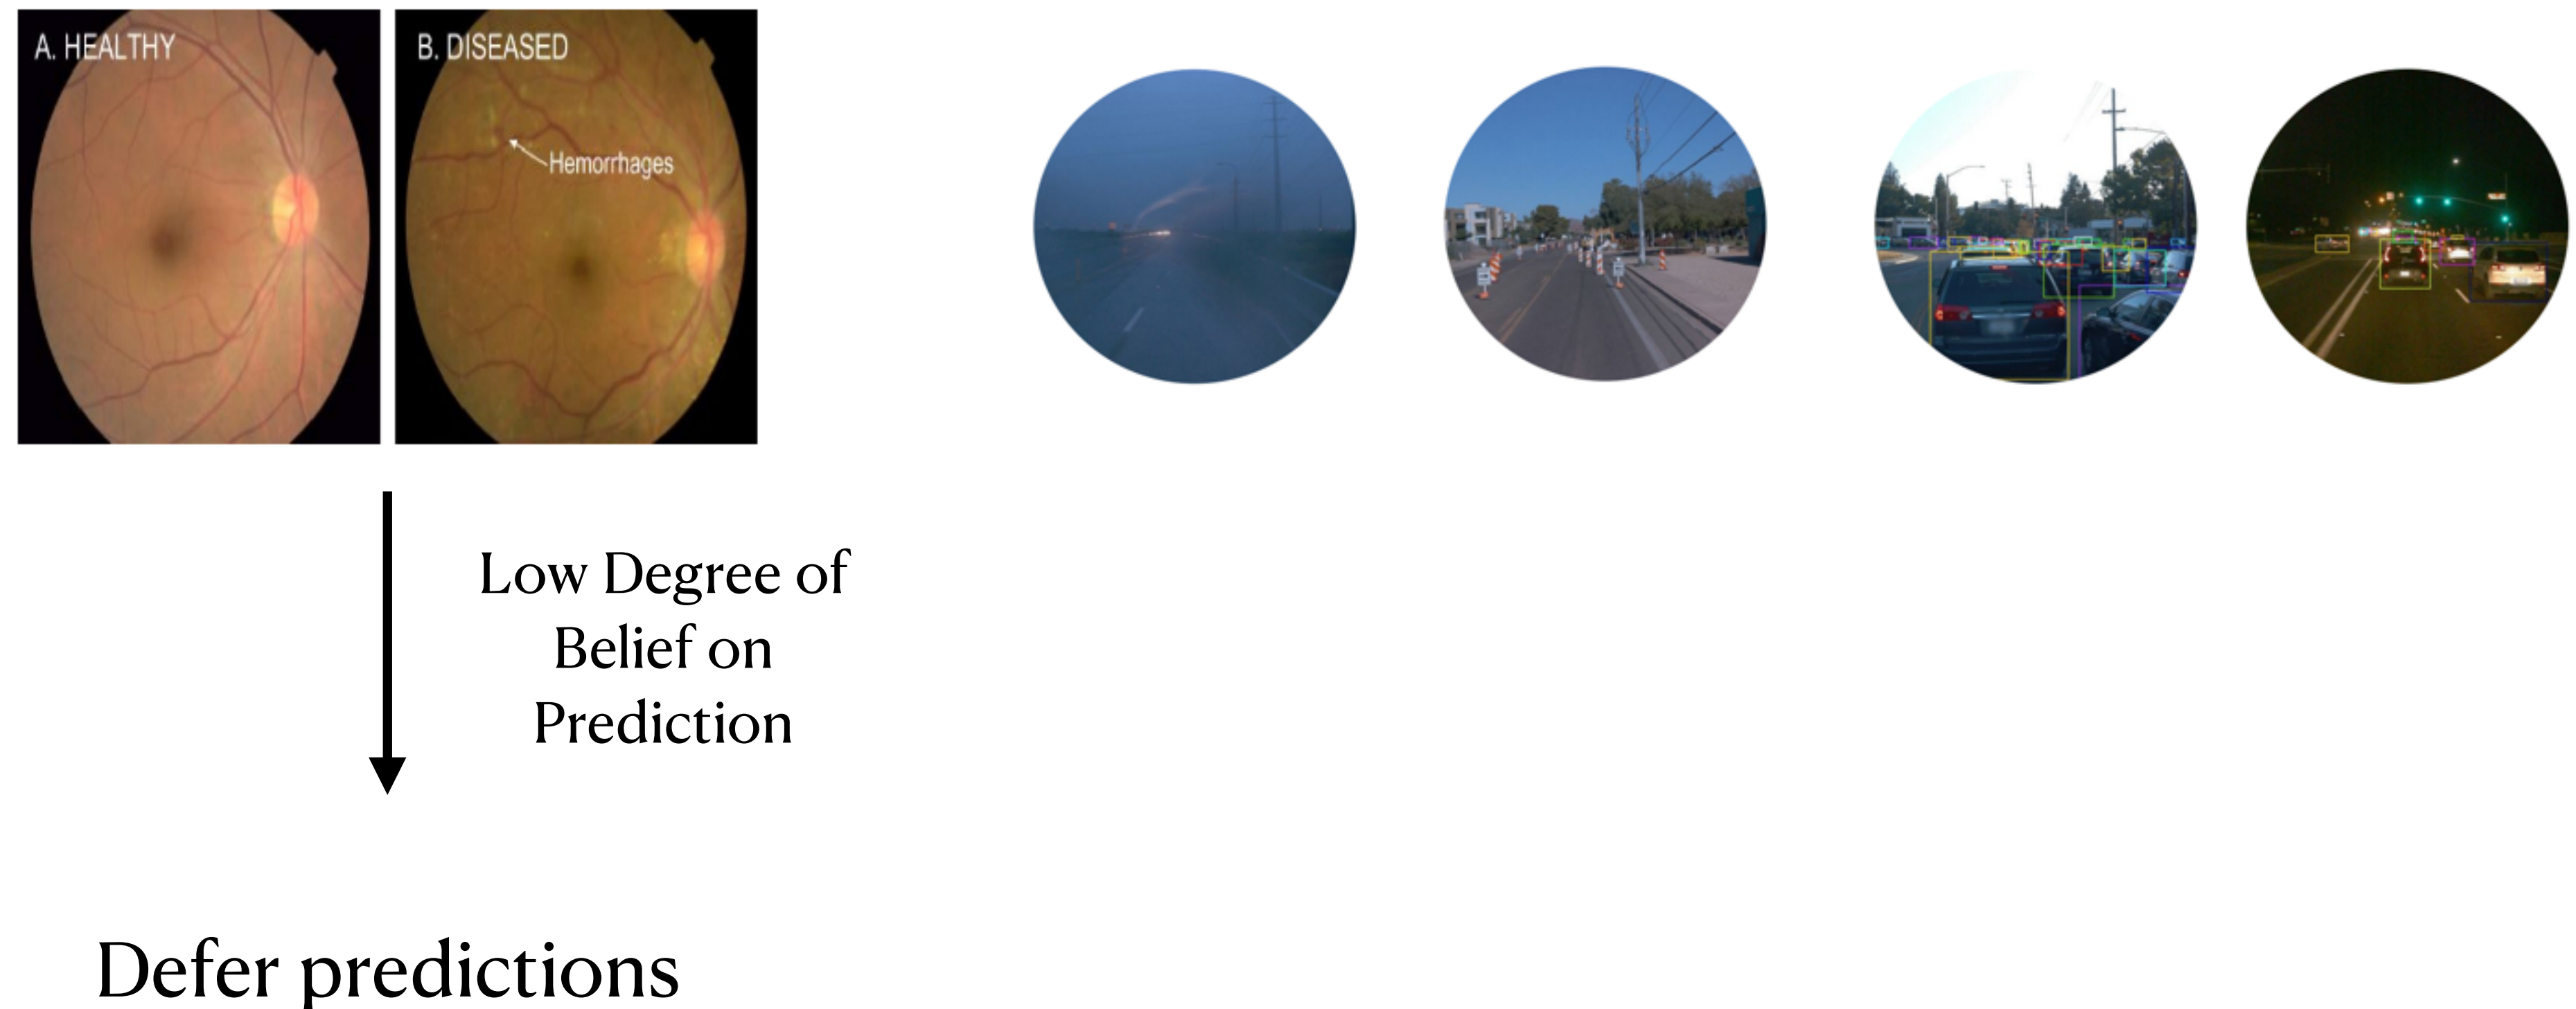 A. HEALTHY
B. DISEASED
Hemorrhages
Low Degree of
Belief on
Prediction
Defer predictions